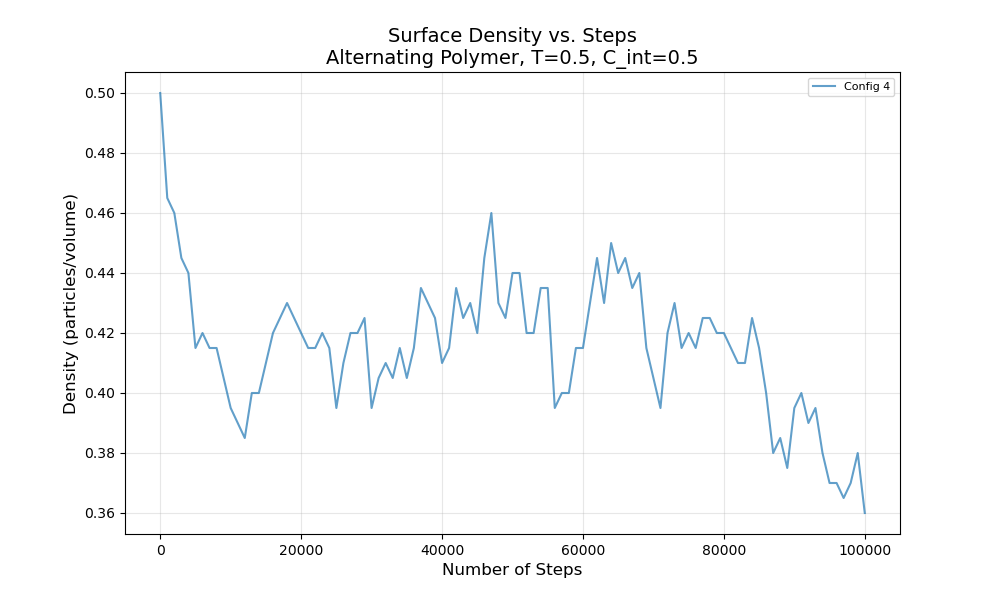 Surface Density vs. Steps
Alternating Polymer, T=0.5, C_int=0.5
Config 4
Density (particles/volume)
0.50
0.48
0.46
0.44
0.42
0.40
0.38
0.36
0
20000
40000
60000
80000
100000
Number of Steps